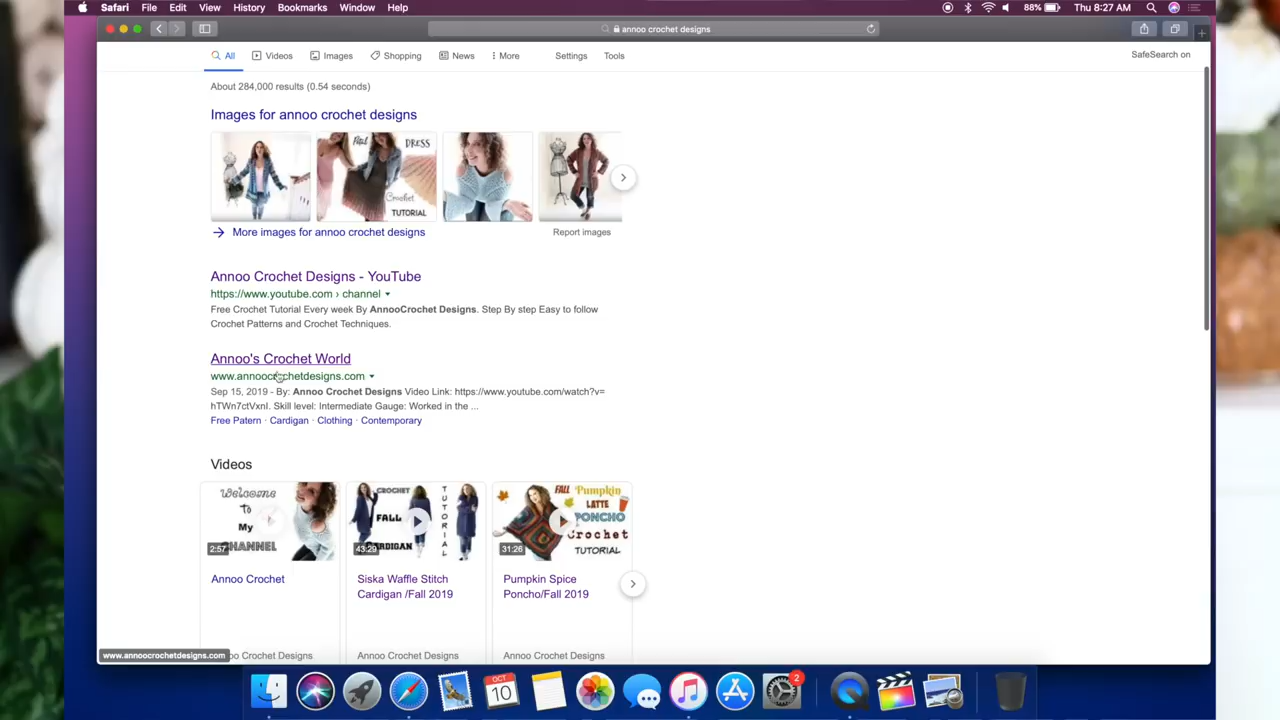 Safari File Edit View History Bookmarks Window Help
88% Thu 8:27 AM
annoo crochet designs
All Videos Images Shopping News More Settings Tools SafeSearch on
About 284,000 results (0.54 seconds)
Images for annoo crochet designs
Petal DRESS
Crochet
TUTORIAL
More images for annoo crochet designs Report images
Annoo Crochet Designs - YouTube
https://www.youtube.com › channel
Free Crochet Tutorial Every week By AnnooCrochet Designs. Step By step Easy to follow
Crochet Patterns and Crochet Techniques.
Annoo's Crochet World
www.annoocrochetdesigns.com
Sep 15, 2019 - By: Annoo Crochet Designs Video Link: https://www.youtube.com/watch?v=
hTWn7ctVxnI. Skill level: Intermediate Gauge: Worked in the ...
Free Patern · Cardigan · Clothing · Contemporary
Videos
Welcome
To
My
CHANNEL
2:57
CROCHET
FALL
CARDIGAN
TUTORIAL
43:29
FALL Pumpkin
LATTE
PONCHO
Crochet
TUTORIAL
31:26
Annoo Crochet
Siska Waffle Stitch
Cardigan /Fall 2019
Pumpkin Spice
Poncho/Fall 2019
www.annoocrochetdesigns.com
oo Crochet Designs
Annoo Crochet Designs
Annoo Crochet Designs
OCT
10
2